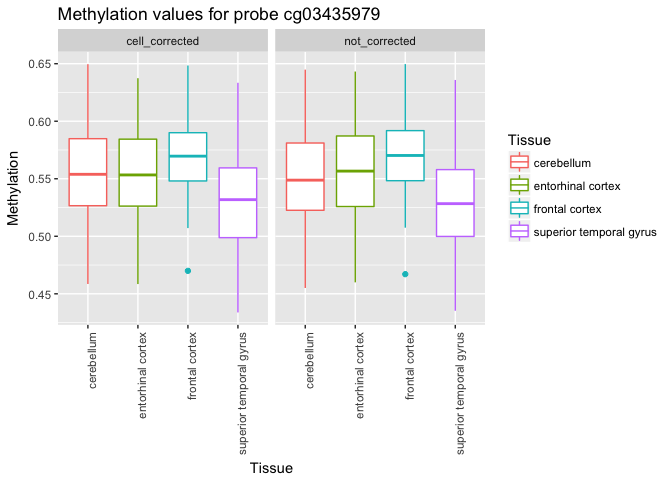 Methylation values for probe cg03435979
cell_corrected
not_corrected
0.65
0.60
0.55
0.50
0.45
Methylation
cerebellum
entorhinal cortex
frontal cortex
superior temporal gyrus
cerebellum
entorhinal cortex
frontal cortex
superior temporal gyrus
Tissue
Tissue
cerebellum
entorhinal cortex
frontal cortex
superior temporal gyrus